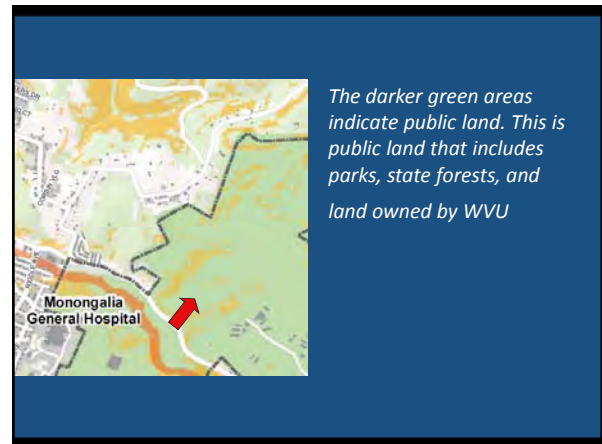 The darker green areas
indicate public land. This is
public land that includes
parks, state forests, and
land owned by WVU
Monongalia
General Hospital